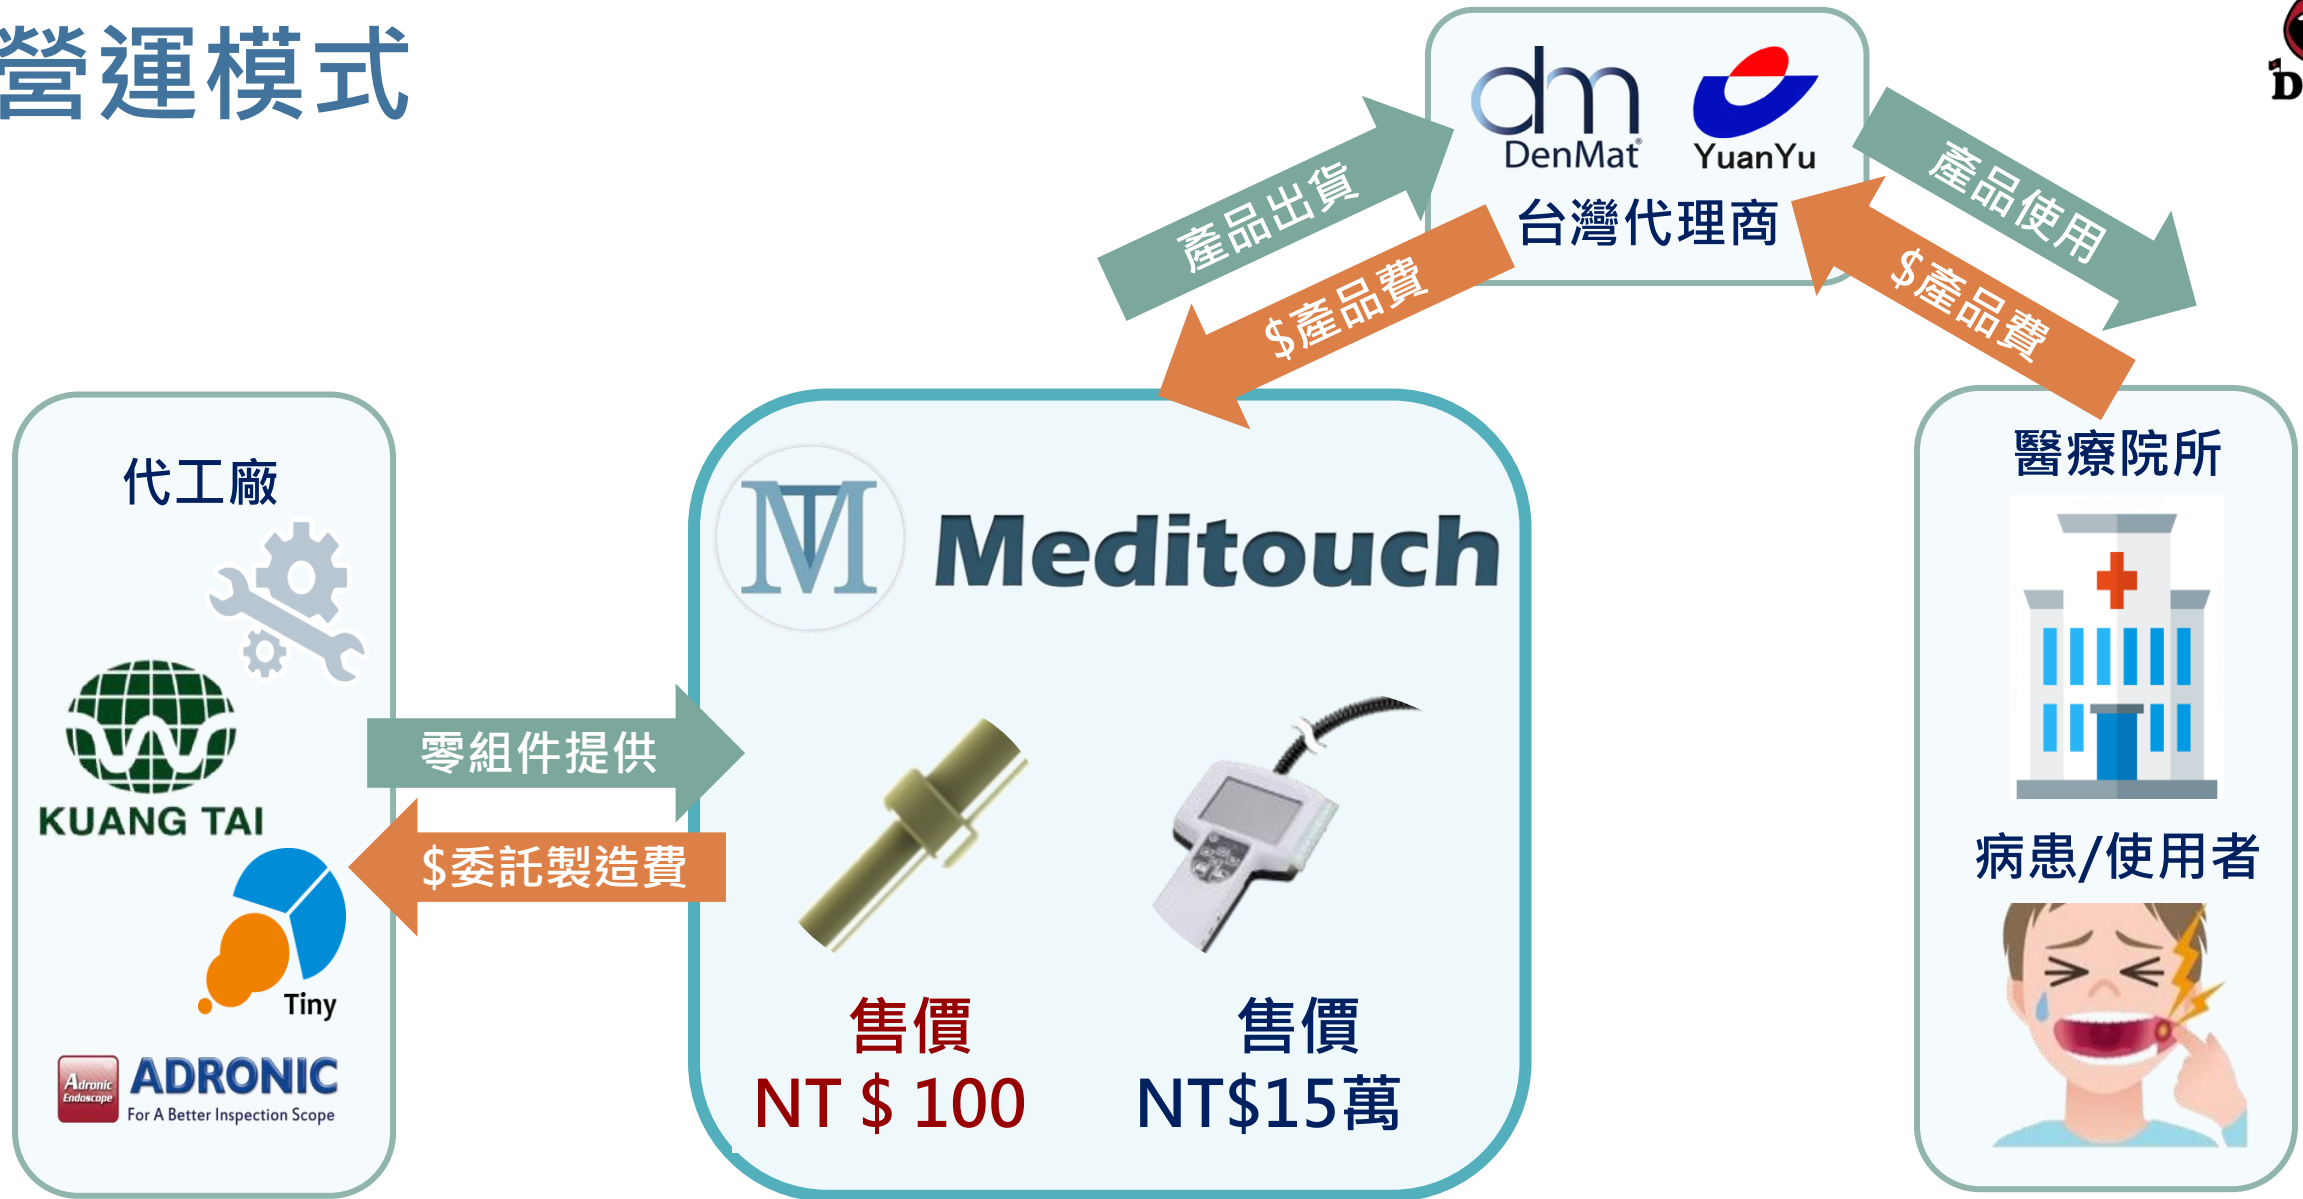 營運模式
DenMat
YuanYu
台灣代理商
產品出貨
$產品費
產品使用
$產品費
代工廠
KUANG TAI
Tiny
Adronic
Endoscope
ADRONIC
For A Better Inspection Scope
零組件提供
$委託製造費
Meditouch
售價
NT $ 100
售價
NT$15萬
醫療院所
病患/使用者